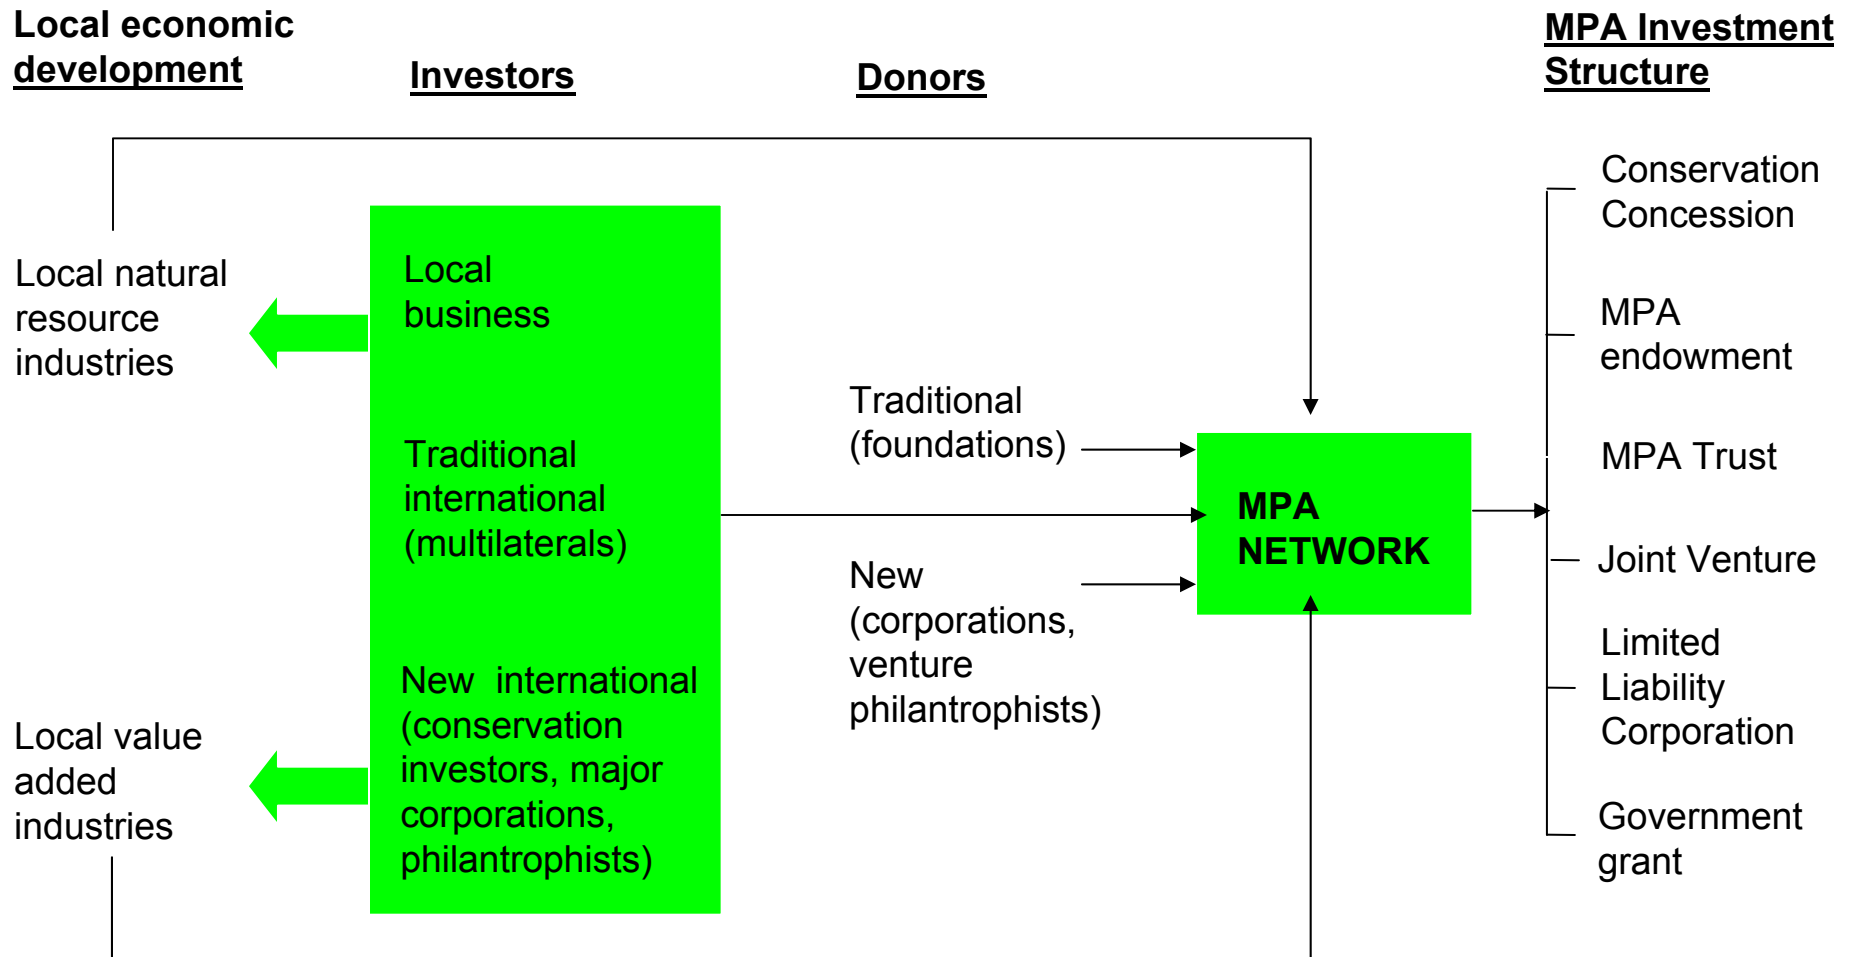 Local economic
development
Investors
Donors
MPA Investment
Structure
Local natural
resource
industries
Local value
added
industries
Local
business
Traditional
international
(multilaterals)
New  international
(conservation
investors, major
corporations,
philantrophists)
Traditional
(foundations)
New
(corporations,
venture
philantrophists)
MPA
NETWORK
Conservation
Concession
MPA
endowment
MPA Trust
Joint Venture
Limited
Liability
Corporation
Government
grant